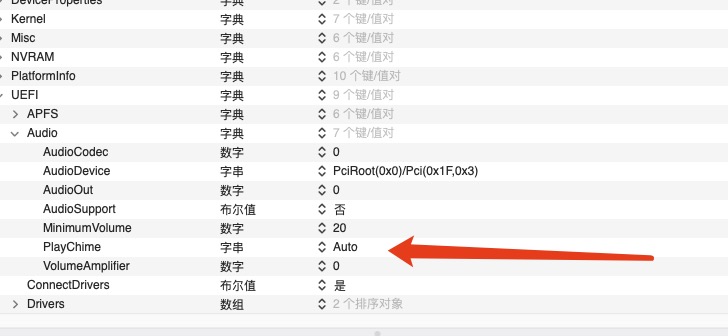 DeviceProperties 字典 2 个键/值对
Kernel 字典 7 个键/值对
Misc 字典 6 个键/值对
NVRAM 字典 6 个键/值对
PlatformInfo 字典 10 个键/值对
UEFI 字典 9 个键/值对
APFS 字典 6 个键/值对
Audio 字典 7 个键/值对
AudioCodec 数字 0
AudioDevice 字串 PciRoot(0x0)/Pci(0x1F,0x3)
AudioOut 数字 0
AudioSupport 布尔值 否
MinimumVolume 数字 20
PlayChime 字串 Auto
VolumeAmplifier 数字 0
ConnectDrivers 布尔值 是
Drivers 数组 2 个排序对象